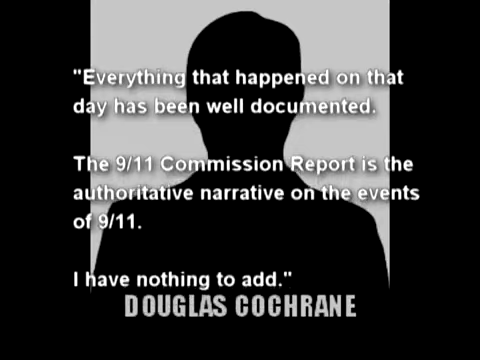 "Everything that happened on that
day has been well documented.
The 9/11 Commission Report is the
authoritative narrative on the events
of 9/11.
I have nothing to add."
DOUGLAS COCHRANE